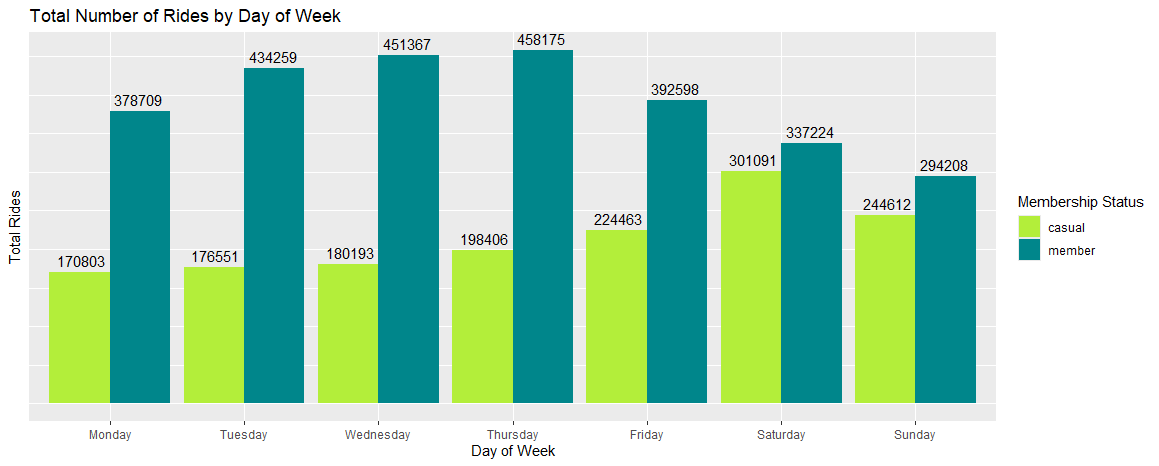 Total Number of Rides by Day of Week
Total Rides
378709
434259
451367
458175
392598
337224
294208
170803
176551
180193
198406
224463
301091
244612
Monday
Tuesday
Wednesday
Thursday
Friday
Saturday
Sunday
Day of Week
Membership Status
casual
member